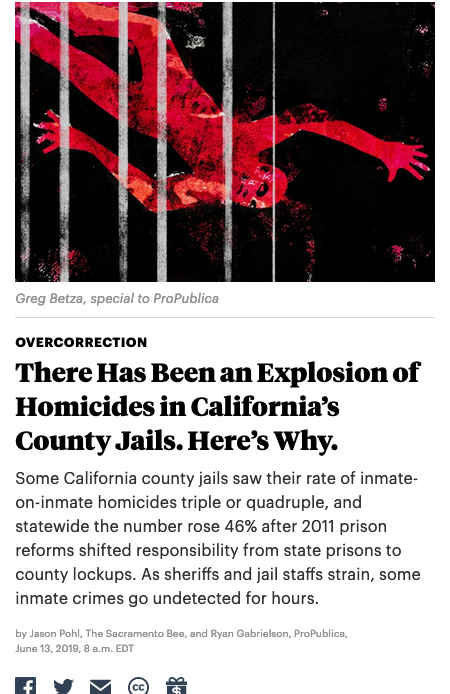 Greg Betza, special to ProPublica
OVERCORRECTION
There Has Been an Explosion of
Homicides in California’s
County Jails. Here’s Why.
Some California county jails saw their rate of inmate-
on-inmate homicides triple or quadruple, and
statewide the number rose 46% after 2011 prison
reforms shifted responsibility from state prisons to
county lockups. As sheriffs and jail staffs strain, some
inmate crimes go undetected for hours.
by Jason Pohl, The Sacramento Bee, and Ryan Gabrielson, ProPublica,
June 13, 2019, 8 a.m. EDT
cc
$